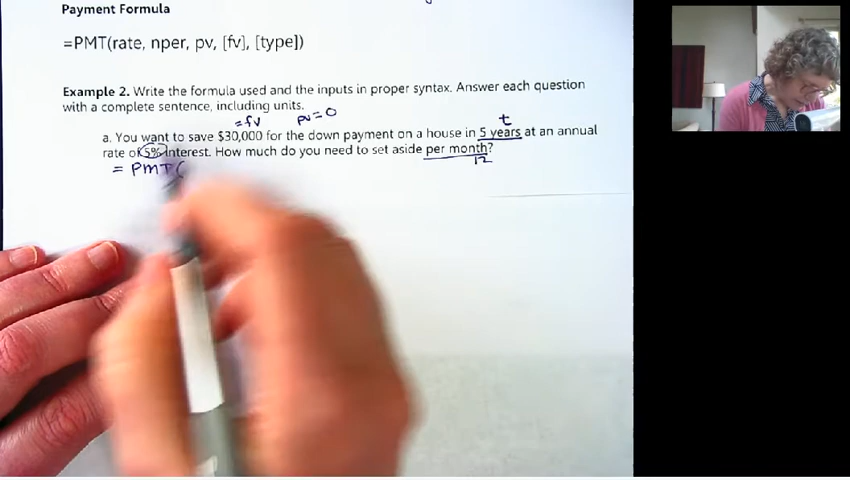 Payment Formula
=PMT(rate, nper, pv, [fv], [type])
Example 2. Write the formula used and the inputs in proper syntax. Answer each question
with a complete sentence, including units.
= fv pv = 0 t
a. You want to save $30,000 for the down payment on a house in 5 years at an annual
rate of 5% interest. How much do you need to set aside per month?
= PMT( 12